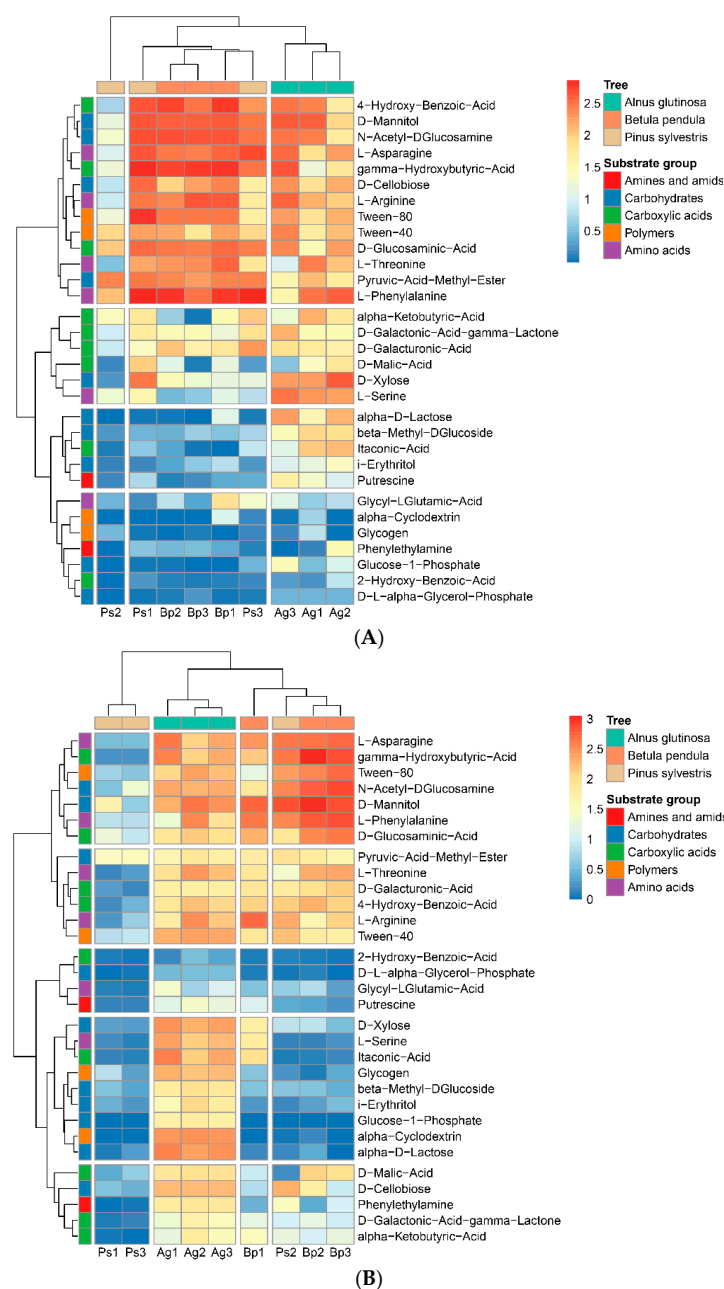 4-Hydroxy-Benzoic-Acid
D-Mannitol
N-Acetyl-DGlucosamine
L-Asparagine
gamma-Hydroxybutyric-Acid
D-Cellobiose
L-Arginine
Tween-80
Tween-40
D-Glucosaminic-Acid
L-Threonine
Pyruvic-Acid-Methyl-Ester
L-Phenylalanine
alpha-Ketobutyric-Acid
D-Galactonic-Acid-gamma-Lactone
D-Galacturonic-Acid
D-Malic-Acid
D-Xylose
L-Serine
alpha-D-Lactose
beta-Methyl-DGlucoside
Itaconic-Acid
i-Erythritol
Putrescine
Glycyl-LGlutamic-Acid
alpha-Cyclodextrin
Glycogen
Phenylethylamine
Glucose-1-Phosphate
2-Hydroxy-Benzoic-Acid
D-L-alpha-Glycerol-Phosphate
Ps2 Ps1 Bp2 Bp3 Bp1 Ps3 Ag3 Ag1 Ag2
2.5
2
1.5
1
0.5
Tree
Alnus glutinosa
Betula pendula
Pinus sylvestris
Substrate group
Amines and amids
Carbohydrates
Carboxylic acids
Polymers
Amino acids
(A)
L-Asparagine
gamma-Hydroxybutyric-Acid
Tween-80
N-Acetyl-DGlucosamine
D-Mannitol
L-Phenylalanine
D-Glucosaminic-Acid
Pyruvic-Acid-Methyl-Ester
L-Threonine
D-Galacturonic-Acid
4-Hydroxy-Benzoic-Acid
L-Arginine
Tween-40
2-Hydroxy-Benzoic-Acid
D-L-alpha-Glycerol-Phosphate
Glycyl-LGlutamic-Acid
Putrescine
D-Xylose
L-Serine
Itaconic-Acid
Glycogen
beta-Methyl-DGlucoside
i-Erythritol
Glucose-1-Phosphate
alpha-Cyclodextrin
alpha-D-Lactose
D-Malic-Acid
D-Cellobiose
Phenylethylamine
D-Galactonic-Acid-gamma-Lactone
alpha-Ketobutyric-Acid
Ps1 Ps3 Ag1 Ag2 Ag3 Bp1 Ps2 Bp2 Bp3
3
2.5
2
1.5
1
0.5
0
Tree
Alnus glutinosa
Betula pendula
Pinus sylvestris
Substrate group
Amines and amids
Carbohydrates
Carboxylic acids
Polymers
Amino acids
(B)